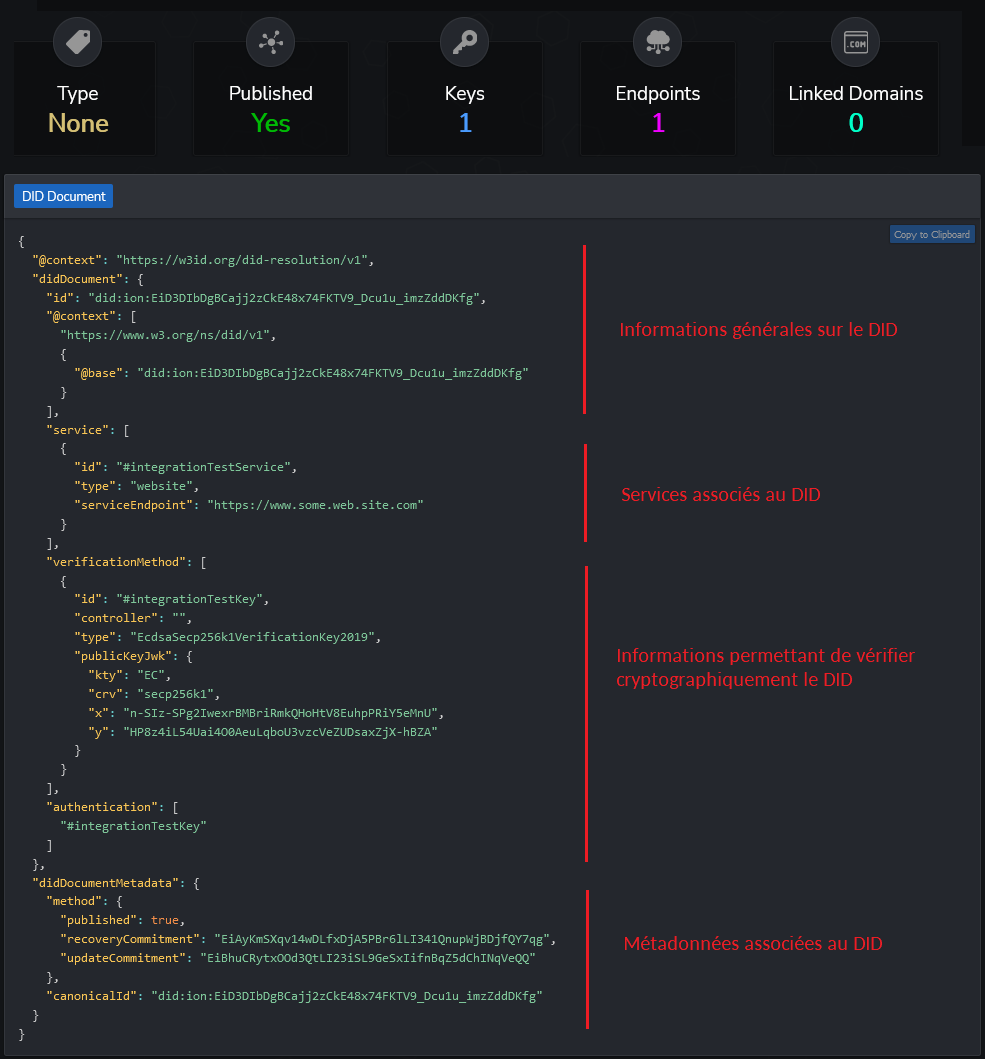 Type
None
Published
Yes
Keys
1
Endpoints
1
Linked Domains
0
DID Document
Copy to Clipboard
{
"@context": "https://w3id.org/did-resolution/v1",
"didDocument": {
"id": "did:ion:EiD3DIbDgBCajj2zCkE48x74FKTV9_Dcu1u_imzZddDKfg",
"@context": [
"https://www.w3.org/ns/did/v1",
{
"@base": "did:ion:EiD3DIbDgBCajj2zCkE48x74FKTV9_Dcu1u_imzZddDKfg"
}
],
Informations générales sur le DID
"service": [
{
"id": "#integrationTestService",
"type": "website",
"serviceEndpoint": "https://www.some.web.site.com"
}
],
Services associés au DID
"verificationMethod": [
{
"id": "#integrationTestKey",
"controller": "",
"type": "EcdsaSecp256k1VerificationKey2019",
"publicKeyJwk": {
"kty": "EC",
"crv": "secp256k1",
"x": "n-SIz-SPg2IwexrBMBriRmkQHoHtV8EuhpPRiY5eMnU",
"y": "HP8z4iL54Uai4O0AeuLqboU3vzcVeZUDsaxZjX-hBZA"
}
}
],
"authentication": [
"#integrationTestKey"
]
},
Informations permettant de vérifier
cryptographiquement le DID
"didDocumentMetadata": {
"method": {
"published": true,
"recoveryCommitment": "EiAyKmSXqv14wDLfxDjA5PBr6lLI341QnupWjBDjfQY7qg",
"updateCommitment": "EiBhuCRytxOOd3QtLI23iSL9GeSxIifnBqZ5dChINqVeQQ"
},
"canonicalId": "did:ion:EiD3DIbDgBCajj2zCkE48x74FKTV9_Dcu1u_imzZddDKfg"
}
}
Métadonnées associées au DID
.COM